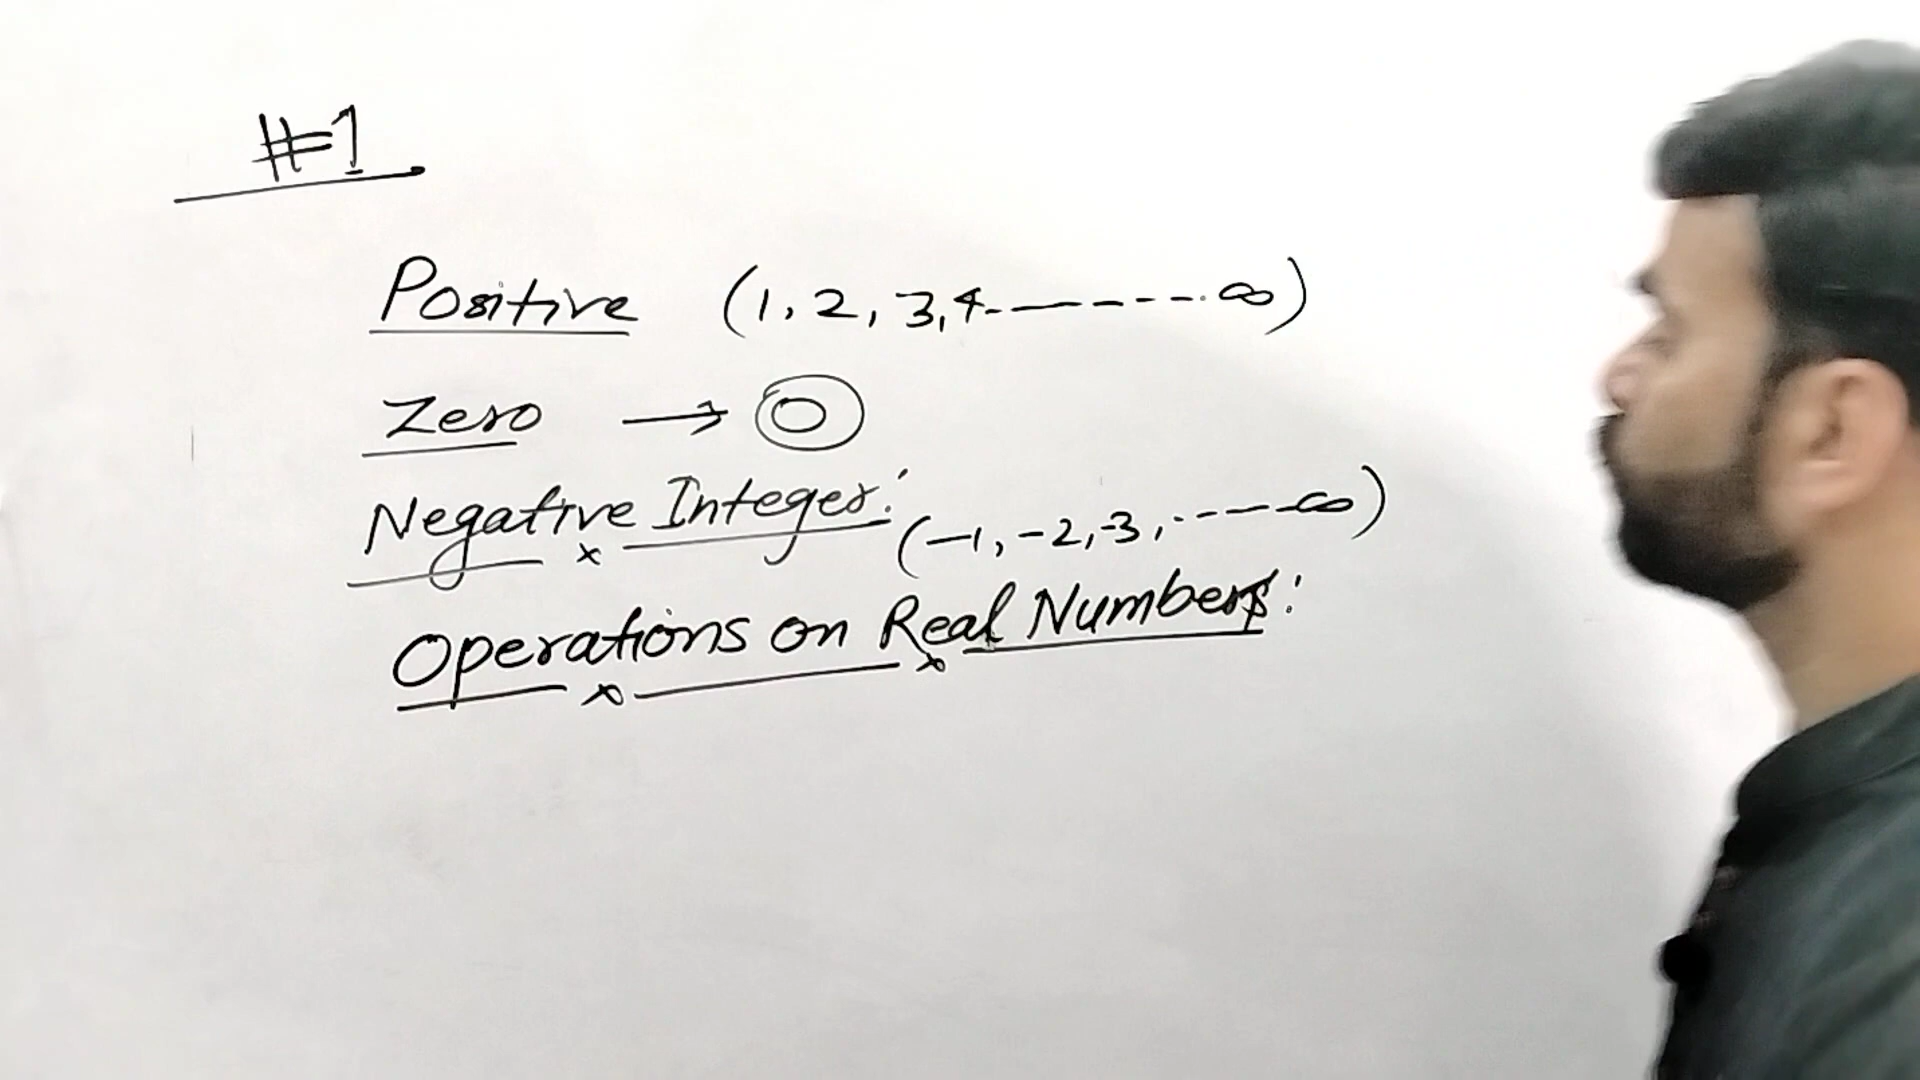 #1
Positive (1, 2, 3, 4.-------.∞)
Zero → 0
Negative Integer: (-1, -2, -3, ------∞)
Operations on Real Numbers: